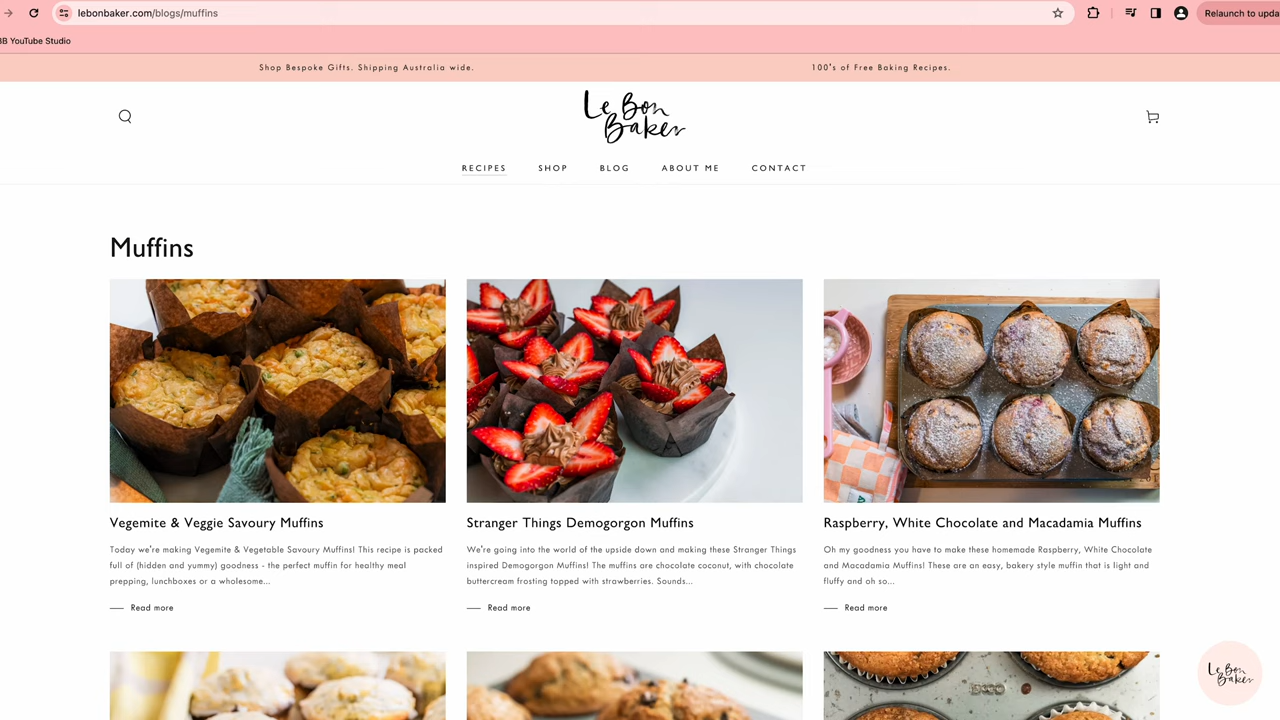 lebonbaker.com/blogs/muffins
Relaunch to upda
BB YouTube Studio
Shop Bespoke Gifts. Shipping Australia wide.
100's of Free Baking Recipes.
Le Bon
Baker
RECIPES SHOP BLOG ABOUT ME CONTACT
Muffins
Vegemite & Veggie Savoury Muffins
Today we're making Vegemite & Vegetable Savoury Muffins! This recipe is packed
full of (hidden and yummy) goodness - the perfect muffin for healthy meal
prepping, lunchboxes or a wholesome...
Read more
Stranger Things Demogorgon Muffins
We're going into the world of the upside down and making these Stranger Things
inspired Demogorgon Muffins! The muffins are chocolate coconut, with chocolate
buttercream frosting topped with strawberries. Sounds...
Read more
Raspberry, White Chocolate and Macadamia Muffins
Oh my goodness you have to make these homemade Raspberry, White Chocolate
and Macadamia Muffins! These are an easy, bakery style muffin that is light and
fluffy and oh so...
Read more
Le Bon
Baker